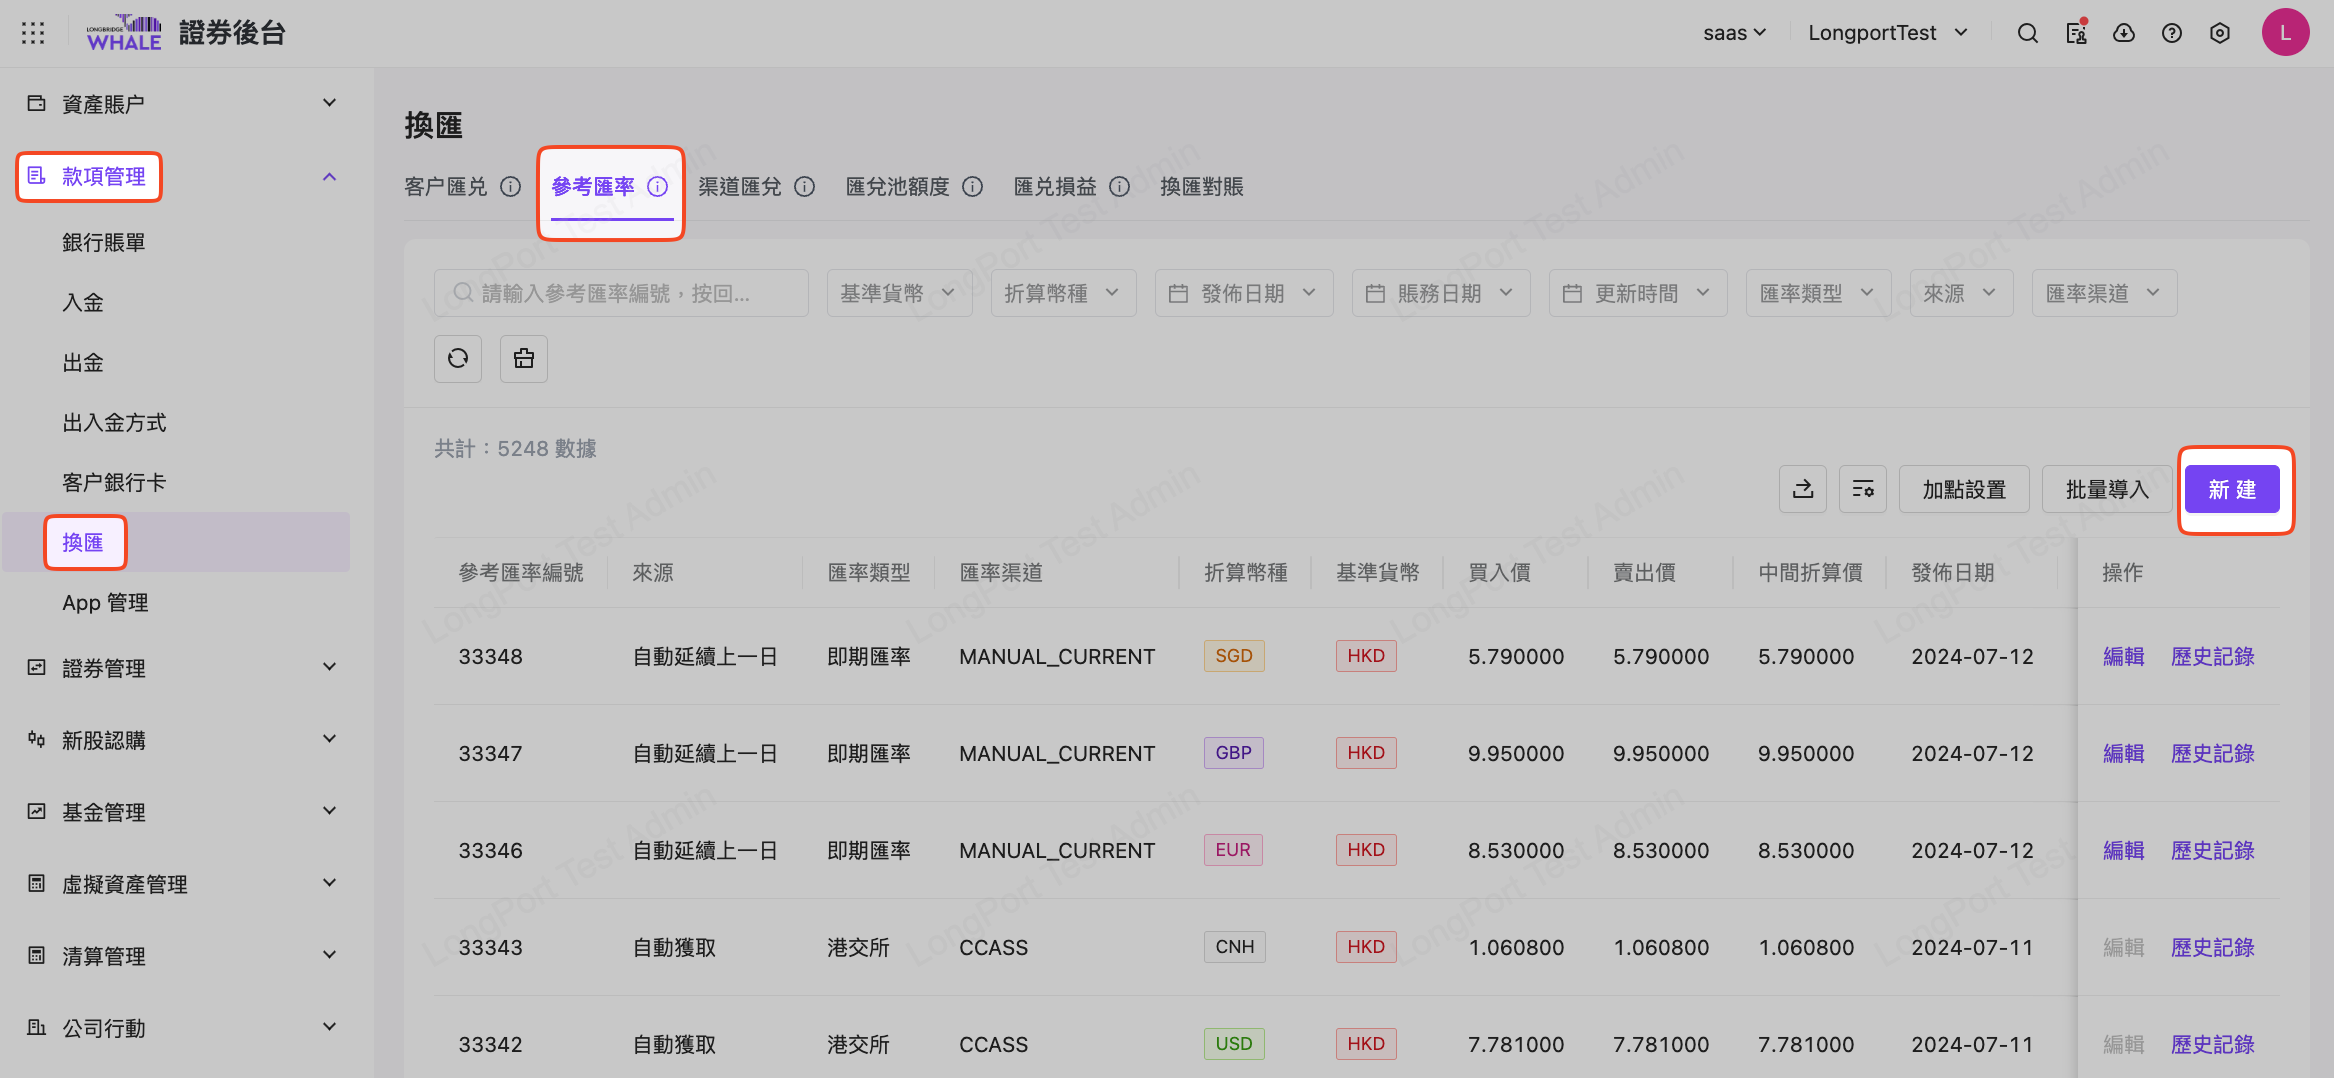 LONGBRIDGE
WHALE
證券後台
saas
LongportTest
L
資產賬户
款項管理
銀行賬單
入金
出金
出入金方式
客户銀行卡
換匯
App 管理
證券管理
新股認購
基金管理
虛擬資產管理
清算管理
公司行動
換匯
客户匯兑 參考匯率 渠道匯兌 匯兌池額度 匯兑損益 換匯對賬
請輸入參考匯率編號，按回... 基準貨幣 折算幣種 發佈日期 賬務日期 更新時間 匯率類型 來源 匯率渠道
共計：5248 數據
加點設置 批量導入 新 建
參考匯率編號 來源 匯率類型 匯率渠道 折算幣種 基準貨幣 買入價 賣出價 中間折算價 發佈日期 操作
33348 自動延續上一日 即期匯率 MANUAL_CURRENT SGD HKD 5.790000 5.790000 5.790000 2024-07-12 編輯 歷史記錄
33347 自動延續上一日 即期匯率 MANUAL_CURRENT GBP HKD 9.950000 9.950000 9.950000 2024-07-12 編輯 歷史記錄
33346 自動延續上一日 即期匯率 MANUAL_CURRENT EUR HKD 8.530000 8.530000 8.530000 2024-07-12 編輯 歷史記錄
33343 自動獲取 港交所 CCASS CNH HKD 1.060800 1.060800 1.060800 2024-07-11 編輯 歷史記錄
33342 自動獲取 港交所 CCASS USD HKD 7.781000 7.781000 7.781000 2024-07-11 編輯 歷史記錄
LongPort Test Admin